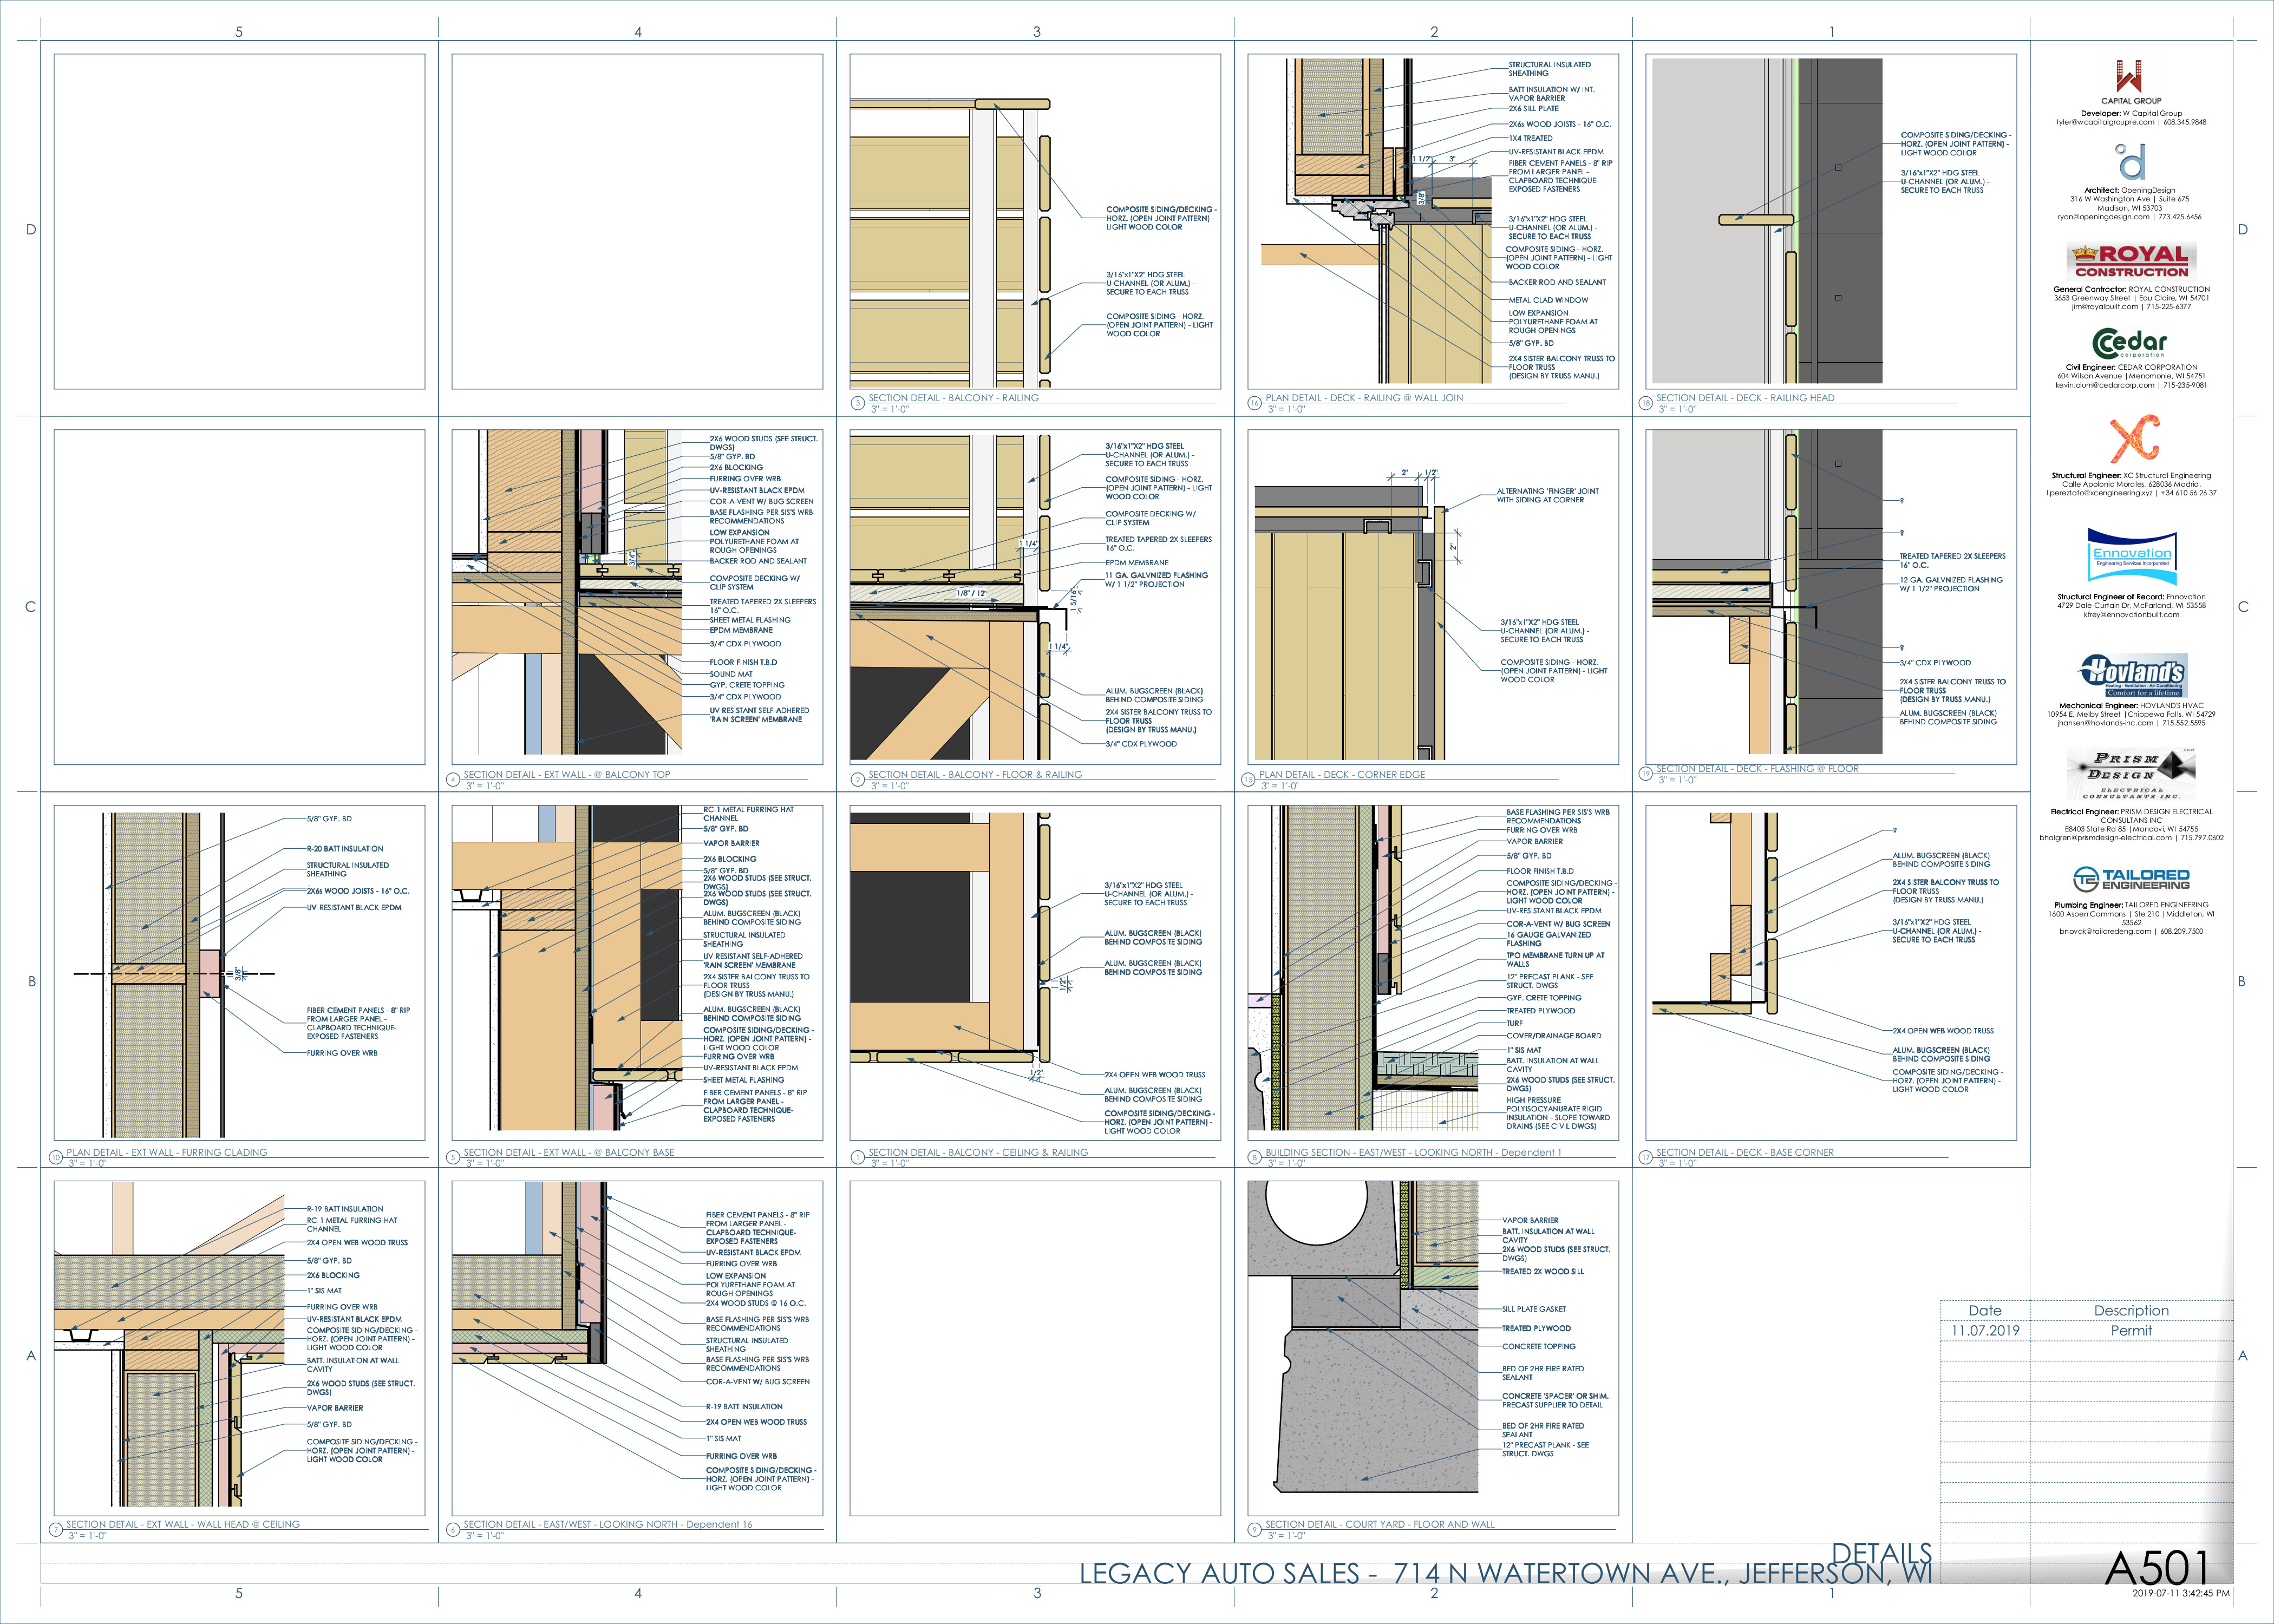 5
4
3
2
1
D
C
B
A
COMPOSITE SIDING/DECKING -
HORZ. (OPEN JOINT PATTERN) -
LIGHT WOOD COLOR
3/16"x1"X2" HDG STEEL
U-CHANNEL (OR ALUM.) -
SECURE TO EACH TRUSS
COMPOSITE SIDING - HORZ.
(OPEN JOINT PATTERN) - LIGHT
WOOD COLOR
3
SECTION DETAIL - BALCONY - RAILING
3" = 1'-0"
STRUCTURAL INSULATED
SHEATHING
BATT INSULATION W/ INT.
VAPOR BARRIER
2X6 SILL PLATE
2X6s WOOD JOISTS - 16" O.C.
1X4 TREATED
UV-RESISTANT BLACK EPDM
FIBER CEMENT PANELS - 8" RIP
FROM LARGER PANEL -
CLAPBOARD TECHNIQUE-
EXPOSED FASTENERS
3/16"x1"X2" HDG STEEL
U-CHANNEL (OR ALUM.) -
SECURE TO EACH TRUSS
COMPOSITE SIDING - HORZ.
(OPEN JOINT PATTERN) - LIGHT
WOOD COLOR
BACKER ROD AND SEALANT
METAL CLAD WINDOW
LOW EXPANSION
POLYURETHANE FOAM AT
ROUGH OPENINGS
5/8" GYP. BD
2X4 SISTER BALCONY TRUSS TO
FLOOR TRUSS
(DESIGN BY TRUSS MANU.)
1 1/2"
3"
3/8"
16
PLAN DETAIL - DECK - RAILING @ WALL JOIN
3" = 1'-0"
COMPOSITE SIDING/DECKING -
HORZ. (OPEN JOINT PATTERN) -
LIGHT WOOD COLOR
3/16"x1"X2" HDG STEEL
U-CHANNEL (OR ALUM.) -
SECURE TO EACH TRUSS
18
SECTION DETAIL - DECK - RAILING HEAD
3" = 1'-0"
2X6 WOOD STUDS (SEE STRUCT.
DWGS)
5/8" GYP. BD
2X6 BLOCKING
FURRING OVER WRB
UV-RESISTANT BLACK EPDM
COR-A-VENT W/ BUG SCREEN
BASE FLASHING PER SIS'S WRB
RECOMMENDATIONS
LOW EXPANSION
POLYURETHANE FOAM AT
ROUGH OPENINGS
BACKER ROD AND SEALANT
COMPOSITE DECKING W/
CLIP SYSTEM
TREATED TAPERED 2X SLEEPERS
16" O.C.
SHEET METAL FLASHING
EPDM MEMBRANE
3/4" CDX PLYWOOD
FLOOR FINISH T.B.D
SOUND MAT
GYP. CRETE TOPPING
3/4" CDX PLYWOOD
UV RESISTANT SELF-ADHERED
'RAIN SCREEN' MEMBRANE
3/4"
4
SECTION DETAIL - EXT WALL - @ BALCONY TOP
3" = 1'-0"
3/16"x1"X2" HDG STEEL
U-CHANNEL (OR ALUM.) -
SECURE TO EACH TRUSS
COMPOSITE SIDING - HORZ.
(OPEN JOINT PATTERN) - LIGHT
WOOD COLOR
COMPOSITE DECKING W/
CLIP SYSTEM
TREATED TAPERED 2X SLEEPERS
16" O.C.
EPDM MEMBRANE
11 GA. GALVNIZED FLASHING
W/ 1 1/2" PROJECTION
ALUM. BUGSCREEN (BLACK)
BEHIND COMPOSITE SIDING
2X4 SISTER BALCONY TRUSS TO
FLOOR TRUSS
(DESIGN BY TRUSS MANU.)
3/4" CDX PLYWOOD
1 1/4"
1/8" / 12"
1 5/16"
1 1/4"
2
SECTION DETAIL - BALCONY - FLOOR & RAILING
3" = 1'-0"
2"
1/2"
2"
ALTERNATING 'FINGER' JOINT
WITH SIDING AT CORNER
3/16"x1"X2" HDG STEEL
U-CHANNEL (OR ALUM.) -
SECURE TO EACH TRUSS
COMPOSITE SIDING - HORZ.
(OPEN JOINT PATTERN) - LIGHT
WOOD COLOR
15
PLAN DETAIL - DECK - CORNER EDGE
3" = 1'-0"
?
?
TREATED TAPERED 2X SLEEPERS
16" O.C.
12 GA. GALVNIZED FLASHING
W/ 1 1/2" PROJECTION
?
3/4" CDX PLYWOOD
2X4 SISTER BALCONY TRUSS TO
FLOOR TRUSS
(DESIGN BY TRUSS MANU.)
ALUM. BUGSCREEN (BLACK)
BEHIND COMPOSITE SIDING
19
SECTION DETAIL - DECK - FLASHING @ FLOOR
3" = 1'-0"
5/8" GYP. BD
R-20 BATT INSULATION
STRUCTURAL INSULATED
SHEATHING
2X6s WOOD JOISTS - 16" O.C.
UV-RESISTANT BLACK EPDM
3/8"
FIBER CEMENT PANELS - 8" RIP
FROM LARGER PANEL -
CLAPBOARD TECHNIQUE-
EXPOSED FASTENERS
FURRING OVER WRB
10
PLAN DETAIL - EXT WALL - FURRING CLADING
3" = 1'-0"
RC-1 METAL FURRING HAT
CHANNEL
5/8" GYP. BD
VAPOR BARRIER
2X6 BLOCKING
5/8" GYP. BD
2X6 WOOD STUDS (SEE STRUCT.
DWGS)
2X6 WOOD STUDS (SEE STRUCT.
DWGS)
ALUM. BUGSCREEN (BLACK)
BEHIND COMPOSITE SIDING
STRUCTURAL INSULATED
SHEATHING
UV RESISTANT SELF-ADHERED
'RAIN SCREEN' MEMBRANE
2X4 SISTER BALCONY TRUSS TO
FLOOR TRUSS
(DESIGN BY TRUSS MANU.)
ALUM. BUGSCREEN (BLACK)
BEHIND COMPOSITE SIDING
COMPOSITE SIDING/DECKING -
HORZ. (OPEN JOINT PATTERN) -
LIGHT WOOD COLOR
FURRING OVER WRB
UV-RESISTANT BLACK EPDM
SHEET METAL FLASHING
FIBER CEMENT PANELS - 8" RIP
FROM LARGER PANEL -
CLAPBOARD TECHNIQUE-
EXPOSED FASTENERS
5
SECTION DETAIL - EXT WALL - @ BALCONY BASE
3" = 1'-0"
3/16"x1"X2" HDG STEEL
U-CHANNEL (OR ALUM.) -
SECURE TO EACH TRUSS
ALUM. BUGSCREEN (BLACK)
BEHIND COMPOSITE SIDING
ALUM. BUGSCREEN (BLACK)
BEHIND COMPOSITE SIDING
1/2"
1/2"
2X4 OPEN WEB WOOD TRUSS
ALUM. BUGSCREEN (BLACK)
BEHIND COMPOSITE SIDING
COMPOSITE SIDING/DECKING -
HORZ. (OPEN JOINT PATTERN) -
LIGHT WOOD COLOR
1
SECTION DETAIL - BALCONY - CEILING & RAILING
3" = 1'-0"
BASE FLASHING PER SIS'S WRB
RECOMMENDATIONS
FURRING OVER WRB
VAPOR BARRIER
5/8" GYP. BD
FLOOR FINISH T.B.D
COMPOSITE SIDING/DECKING -
HORZ. (OPEN JOINT PATTERN) -
LIGHT WOOD COLOR
UV-RESISTANT BLACK EPDM
COR-A-VENT W/ BUG SCREEN
16 GAUGE GALVANIZED
FLASHING
TPO MEMBRANE TURN UP AT
WALLS
12" PRECAST PLANK - SEE
STRUCT. DWGS
GYP. CRETE TOPPING
TREATED PLYWOOD
TURF
COVER/DRAINAGE BOARD
1" SIS MAT
BATT. INSULATION AT WALL
CAVITY
2X6 WOOD STUDS (SEE STRUCT.
DWGS)
HIGH PRESSURE
POLYISOCYANURATE RIGID
INSULATION - SLOPE TOWARD
DRAINS (SEE CIVIL DWGS)
8
BUILDING SECTION - EAST/WEST - LOOKING NORTH - Dependent 1
3" = 1'-0"
?
ALUM. BUGSCREEN (BLACK)
BEHIND COMPOSITE SIDING
2X4 SISTER BALCONY TRUSS TO
FLOOR TRUSS
(DESIGN BY TRUSS MANU.)
3/16"x1"X2" HDG STEEL
U-CHANNEL (OR ALUM.) -
SECURE TO EACH TRUSS
2X4 OPEN WEB WOOD TRUSS
ALUM. BUGSCREEN (BLACK)
BEHIND COMPOSITE SIDING
COMPOSITE SIDING/DECKING -
HORZ. (OPEN JOINT PATTERN) -
LIGHT WOOD COLOR
17
SECTION DETAIL - DECK - BASE CORNER
3" = 1'-0"
R-19 BATT INSULATION
RC-1 METAL FURRING HAT
CHANNEL
2X4 OPEN WEB WOOD TRUSS
5/8" GYP. BD
2X6 BLOCKING
1" SIS MAT
FURRING OVER WRB
UV-RESISTANT BLACK EPDM
COMPOSITE SIDING/DECKING -
HORZ. (OPEN JOINT PATTERN) -
LIGHT WOOD COLOR
BATT. INSULATION AT WALL
CAVITY
2X6 WOOD STUDS (SEE STRUCT.
DWGS)
VAPOR BARRIER
5/8" GYP. BD
COMPOSITE SIDING/DECKING -
HORZ. (OPEN JOINT PATTERN) -
LIGHT WOOD COLOR
7
SECTION DETAIL - EXT WALL - WALL HEAD @ CEILING
3" = 1'-0"
FIBER CEMENT PANELS - 8" RIP
FROM LARGER PANEL -
CLAPBOARD TECHNIQUE-
EXPOSED FASTENERS
UV-RESISTANT BLACK EPDM
FURRING OVER WRB
LOW EXPANSION
POLYURETHANE FOAM AT
ROUGH OPENINGS
2X4 WOOD STUDS @ 16 O.C.
BASE FLASHING PER SIS'S WRB
RECOMMENDATIONS
STRUCTURAL INSULATED
SHEATHING
BASE FLASHING PER SIS'S WRB
RECOMMENDATIONS
COR-A-VENT W/ BUG SCREEN
R-19 BATT INSULATION
2X4 OPEN WEB WOOD TRUSS
1" SIS MAT
FURRING OVER WRB
COMPOSITE SIDING/DECKING -
HORZ. (OPEN JOINT PATTERN) -
LIGHT WOOD COLOR
6
SECTION DETAIL - EAST/WEST - LOOKING NORTH - Dependent 16
3" = 1'-0"
VAPOR BARRIER
BATT. INSULATION AT WALL
CAVITY
2X6 WOOD STUDS (SEE STRUCT.
DWGS)
TREATED 2X WOOD SILL
SILL PLATE GASKET
TREATED PLYWOOD
CONCRETE TOPPING
BED OF 2HR FIRE RATED
SEALANT
CONCRETE 'SPACER' OR SHIM.
PRECAST SUPPLIER TO DETAIL
BED OF 2HR FIRE RATED
SEALANT
12" PRECAST PLANK - SEE
STRUCT. DWGS
9
SECTION DETAIL - COURT YARD - FLOOR AND WALL
3" = 1'-0"
CAPITAL GROUP
Developer: W Capital Group
tyler@wcapitalgroupre.com | 608.345.9848
Architect: OpeningDesign
316 W Washington Ave | Suite 675
Madison, WI 53703
ryan@openingdesign.com | 773.425.6456
ROYAL
CONSTRUCTION
General Contractor: ROYAL CONSTRUCTION
3653 Greenway Street | Eau Claire, WI 54701
jim@royalbuilt.com | 715-225-6377
Cedar
corporation
Civil Engineer: CEDAR CORPORATION
604 Wilson Avenue |Menomonie, WI 54751
kevin.oium@cedarcorp.com | 715-235-9081
XC
Structural Engineer: XC Structural Engineering
Calle Apolonio Morales, 628036 Madrid,
l.pereztato@xcengineering.xyz | +34 610 56 26 37
Ennovation
Engineering Services Incorporated
Structural Engineer of Record: Ennovation
4729 Dale-Curtain Dr, McFarland, WI 53558
kfrey@ennovationbuilt.com
Hovland's
Heating - Ventilation - Air Conditioning
Comfort for a lifetime.
Mechanical Engineer: HOVLAND'S HVAC
10954 E. Melby Street |Chippewa Falls, WI 54729
jhansen@hovlands-inc.com | 715.552.5595
PRISM
DESIGN
ELECTRICAL
CONSULTANTS INC.
Electrical Engineer: PRISM DESIGN ELECTRICAL
CONSULTANS INC
E8403 State Rd 85 |Mondovi, WI 54755
bhalgren@prismdesign-electrical.com | 715.797.0602
TE TAILORED
ENGINEERING
Plumbing Engineer: TAILORED ENGINEERING
1600 Aspen Commons | Ste 210 |Middleton, WI
53562
bnovak@tailoredeng.com | 608.209.7500
Date
Description
11.07.2019
Permit
DETAILS
LEGACY AUTO SALES - 714 N WATERTOWN AVE., JEFFERSON, WI
A501
2019-07-11 3:42:45 PM
D
C
B
A
5
4
3
2
1